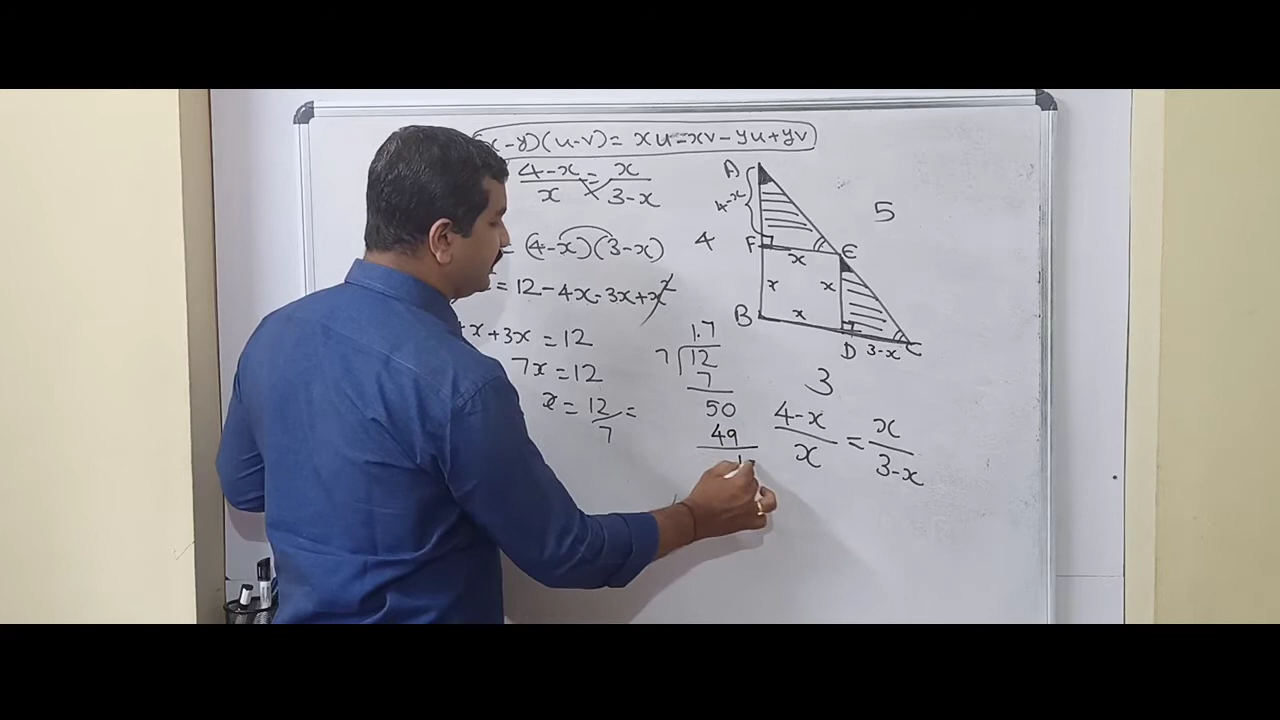 x-y)(u-v) = xu-xv-yu+yv
4-x/x = x/3-x
= (4-x)(3-x)
= 12-4x-3x+x²
x+3x = 12
7x = 12
x = 12/7 =
1.7
7 12
7
50
49
1
A
4-x
5
4
F
x
E
x
x
B
x
D
3-x
C
3
4-x/x = x/3-x